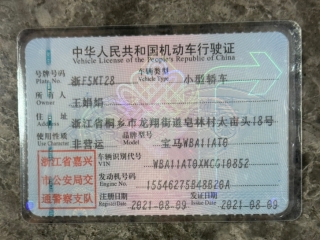 中华人民共和国机动车行驶证
Vehicle License of the People's Republic of China
号牌号码 浙F5MT28 车辆类型 小型轿车
Plate No. Vehicle Type
所有人 王娟娟
Owner
住址 浙江省桐乡市龙翔街道皂林村大亩头18号
Address
使用性质 非营运 品牌型号 宝马WBA11AT0
Use Character Model
浙江省嘉兴
市公安局交
通警察支队
车辆识别代号 WBA11AT0XMCG10852
VIN
发动机号码
Engine No.
注册日期 2021-08-09 发证日期 2021-08-09
Register Date Issue Date